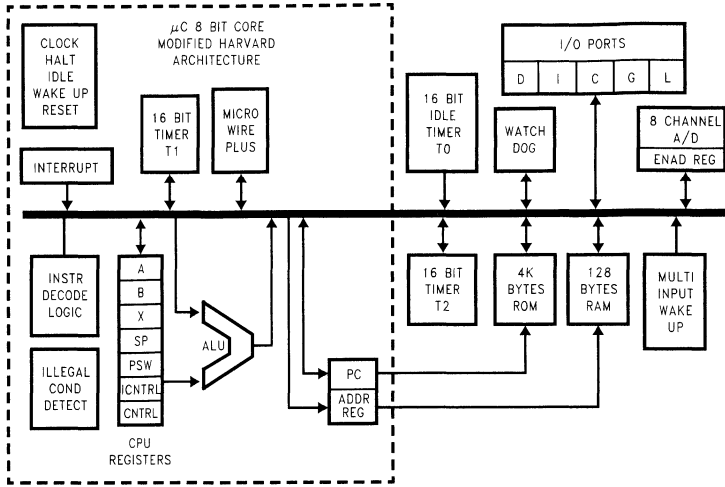 CLOCK
HALT
IDLE
WAKE UP
RESET
μC 8 BIT CORE
MODIFIED HARVARD
ARCHITECTURE
16 BIT
TIMER
T1
MICRO
WIRE
PLUS
INTERRUPT
16 BIT
IDLE
TIMER
T0
WATCH
DOG
I/O PORTS
D I C G L
8 CHANNEL
A/D
ENAD REG
INSTR
DECODE
LOGIC
ILLEGAL
COND
DETECT
A
B
X
SP
PSW
ICNTRL
CNTRL
CPU
REGISTERS
ALU
PC
ADDR
REG
16 BIT
TIMER
T2
4K
BYTES
ROM
128
BYTES
RAM
MULTI
INPUT
WAKE
UP